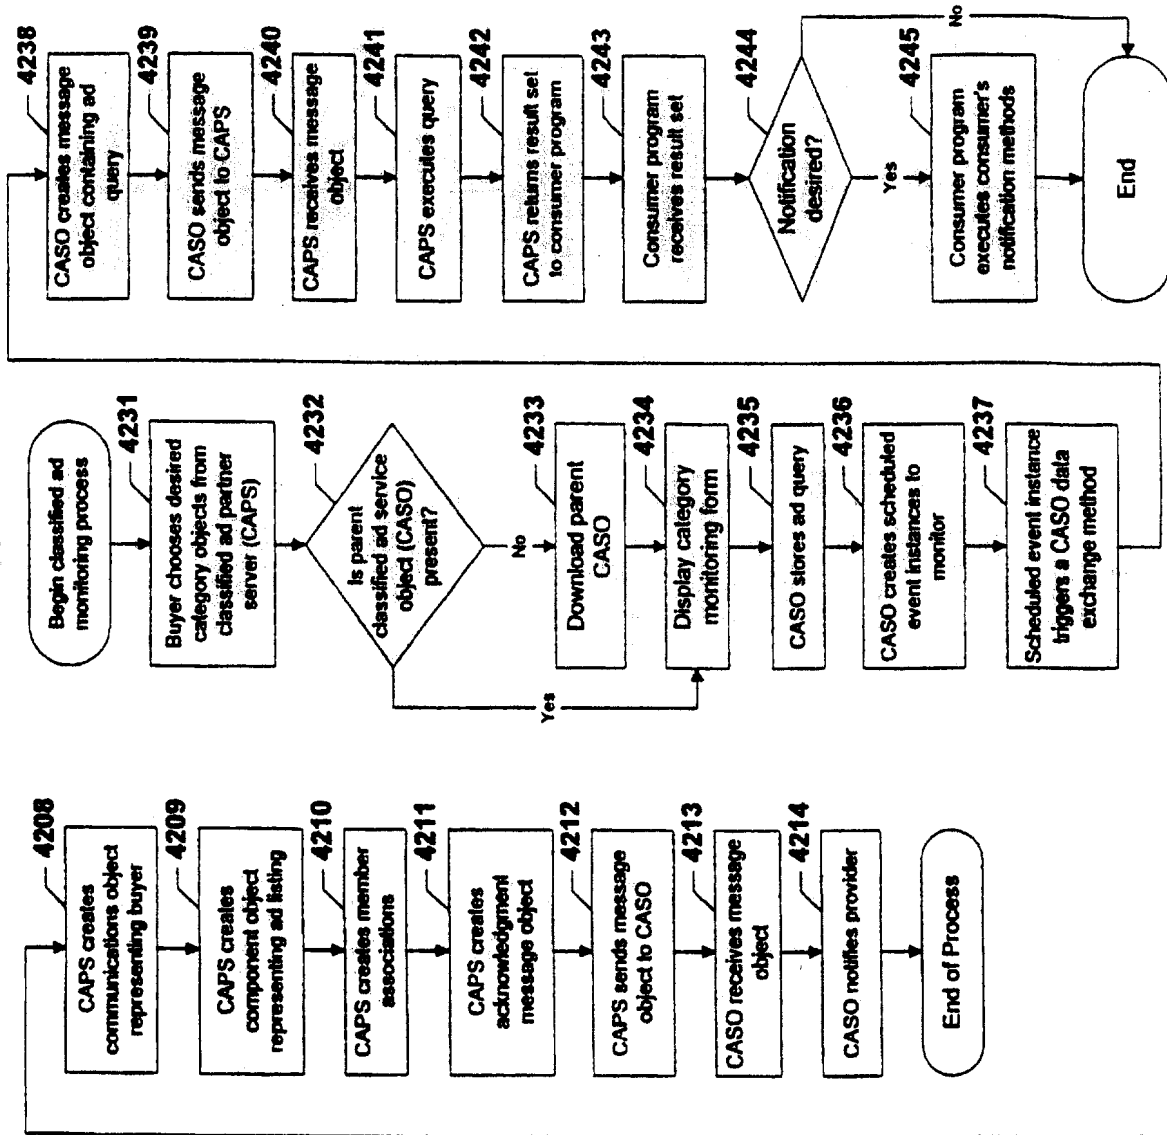 4208
CAPS creates
communications object
representing buyer
4209
CAPS creates
component object
representing ad listing
4210
CAPS creates member
associations
4211
CAPS creates
acknowledgment
message object
4212
CAPS sends message
object to CASO
4213
CASO receives message
object
4214
CASO notifies provider
End of Process
Begin classified ad
monitoring process
4231
Buyer chooses desired
category objects from
classified ad partner
server (CAPS)
4232
Is parent
classified ad service
object (CASO)
present?
No
Yes
4233
Download parent
CASO
4234
Display category
monitoring form
4235
CASO stores ad query
4236
CASO creates scheduled
event instances to
monitor
4237
Scheduled event instance
triggers a CASO data
exchange method
4238
CASO creates message
object containing ad
query
4239
CASO sends message
object to CAPS
4240
CAPS receives message
object
4241
CAPS executes query
4242
CAPS returns result set
to consumer program
4243
Consumer program
receives result set
4244
Notification
desired?
No
Yes
4245
Consumer program
executes consumer's
notification methods
End